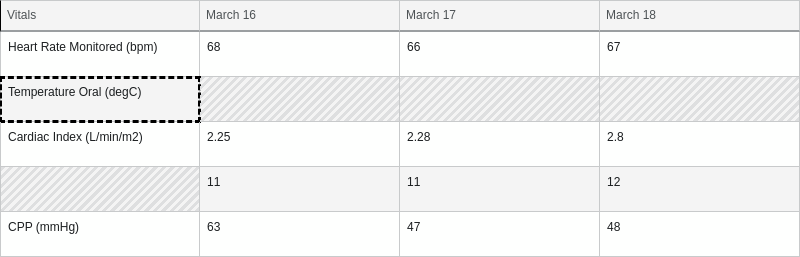 Vitals March 16 March 17 March 18
Heart Rate Monitored (bpm) 68 66 67
Temperature Oral (degC)
Cardiac Index (L/min/m2) 2.25 2.28 2.8
11 11 12
CPP (mmHg) 63 47 48